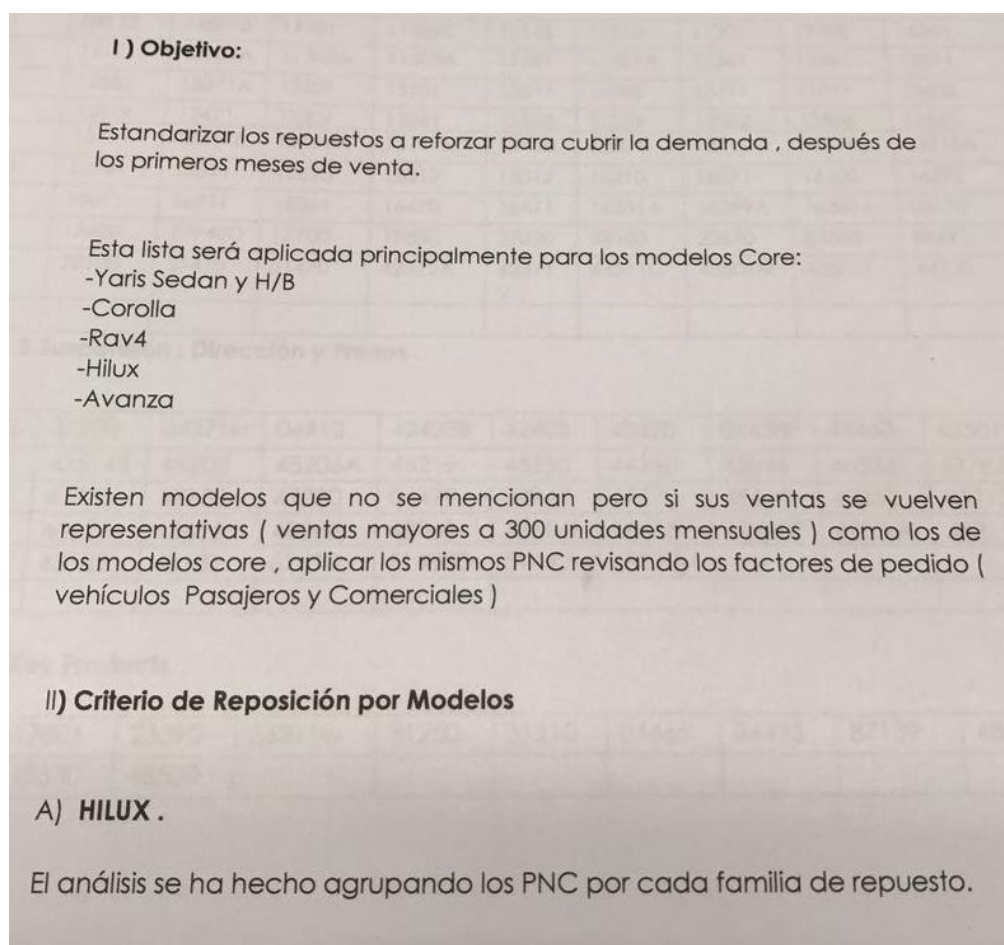 I ) Objetivo:
Estandarizar los repuestos a reforzar para cubrir la demanda , después de
los primeros meses de venta.
Esta lista será aplicada principalmente para los modelos Core:
-Yaris Sedan y H/B
-Corolla
-Rav4
-Hilux
-Avanza
Existen modelos que no se mencionan pero si sus ventas se vuelven
representativas ( ventas mayores a 300 unidades mensuales ) como los de
los modelos core , aplicar los mismos PNC revisando los factores de pedido (
vehículos Pasajeros y Comerciales )
II) Criterio de Reposición por Modelos
A) HILUX .
El análisis se ha hecho agrupando los PNC por cada familia de repuesto.